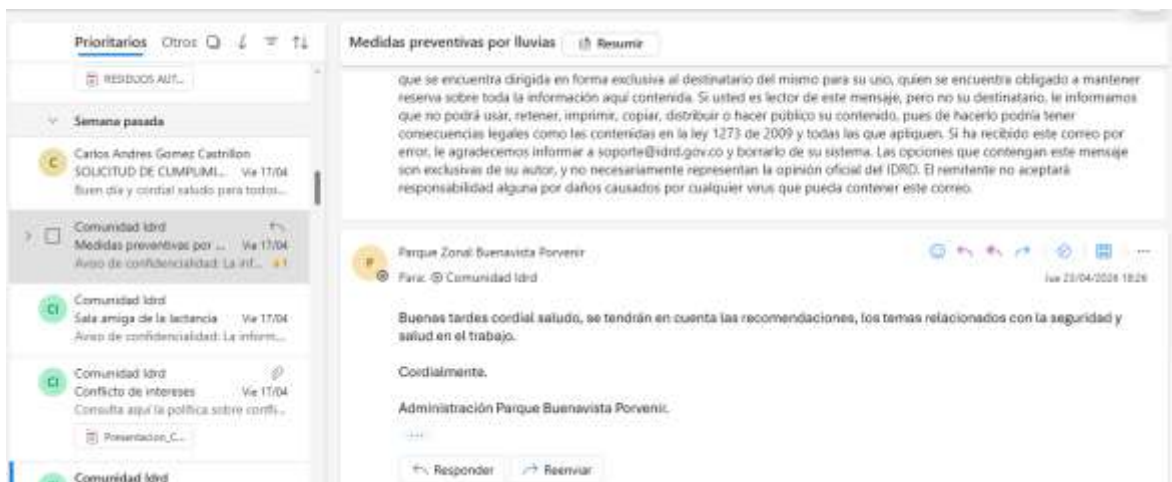 Prioritarios Otros
RESIDUOS AUT...
Semana pasada
C
Carlos Andres Gomez Castrillon
SOLICITUD DE CUMPLIMI... Vie 17/04
Buen día y cordial saludo para todos...
Comunidad Idrd
Medidas preventivas por ... Vie 17/04
Aviso de confidencialidad: La inf...
CI
Comunidad Idrd
Sala amiga de la lactancia Vie 17/04
Aviso de confidencialidad: La inform...
CI
Comunidad Idrd
Conflicto de intereses Vie 17/04
Consulta aquí la política sobre confli...
Presentacion_C...
Comunidad Idrd
Medidas preventivas por lluvias Resumir
que se encuentra dirigida en forma exclusiva al destinatario del mismo para su uso, quien se encuentra obligado a mantener
reserva sobre toda la información aquí contenida. Si usted es lector de este mensaje, pero no su destinatario, le informamos
que no podrá usar, retener, imprimir, copiar, distribuir o hacer público su contenido, pues de hacerlo podría tener
consecuencias legales como las contenidas en la ley 1273 de 2009 y todas las que apliquen. Si ha recibido este correo por
error, le agradecemos informar a soporte@idrd.gov.co y borrarlo de su sistema. Las opciones que contengan este mensaje
son exclusivas de su autor, y no necesariamente representan la opinión oficial del IDRD. El remitente no aceptará
responsabilidad alguna por daños causados por cualquier virus que pueda contener este correo.
P
Parque Zonal Buenavista Porvenir
Para: Comunidad Idrd
Jue 23/04/2026 18:26
Buenas tardes cordial saludo, se tendrán en cuenta las recomendaciones, los temas relacionados con la seguridad y
salud en el trabajo.
Cordialmente.
Administración Parque Buenavista Porvenir.
Responder Reenviar